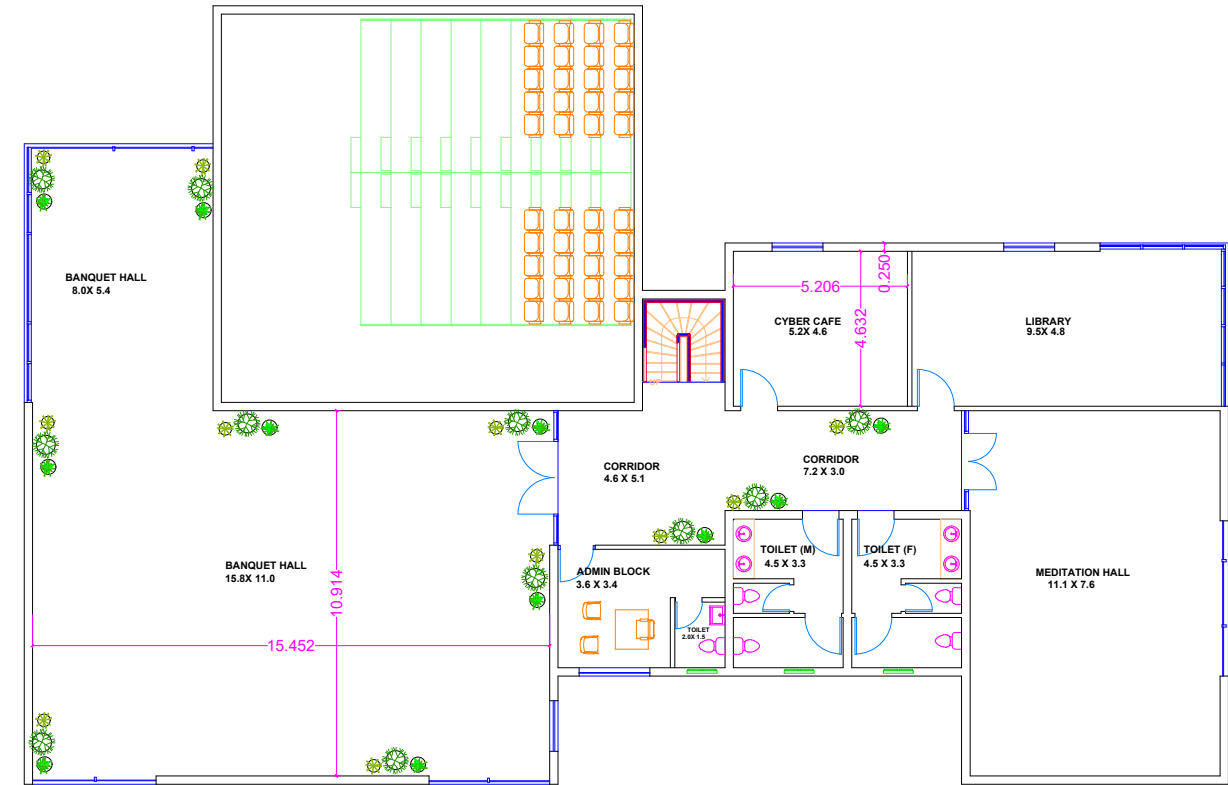 BANQUET HALL
8.0X 5.4
5.206
0.250
4.632
CYBER CAFE
5.2X 4.6
LIBRARY
9.5X 4.8
UP
CORRIDOR
4.6 X 5.1
CORRIDOR
7.2 X 3.0
BANQUET HALL
15.8X 11.0
10.914
15.452
ADMIN BLOCK
3.6 X 3.4
TOILET
2.0X 1.5
TOILET (M)
4.5 X 3.3
TOILET (F)
4.5 X 3.3
MEDITATION HALL
11.1 X 7.6